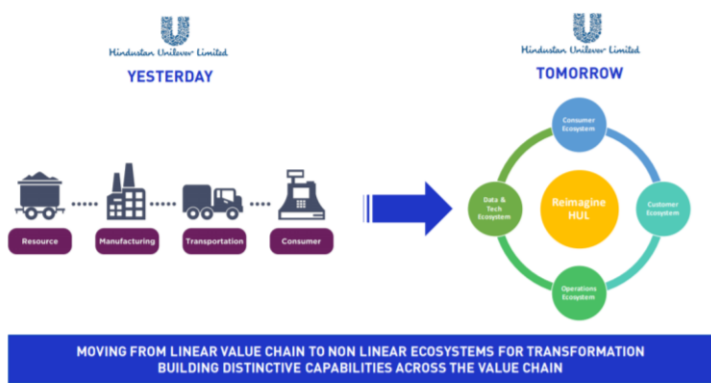 Hindustan Unilever Limited
YESTERDAY
Resource
Manufacturing
Transportation
Consumer
Hindustan Unilever Limited
TOMORROW
Consumer
Ecosystem
Data &
Tech
Ecosystem
Reimagine
HUL
Customer
Ecosystem
Operations
Ecosystem
MOVING FROM LINEAR VALUE CHAIN TO NON LINEAR ECOSYSTEMS FOR TRANSFORMATION
BUILDING DISTINCTIVE CAPABILITIES ACROSS THE VALUE CHAIN